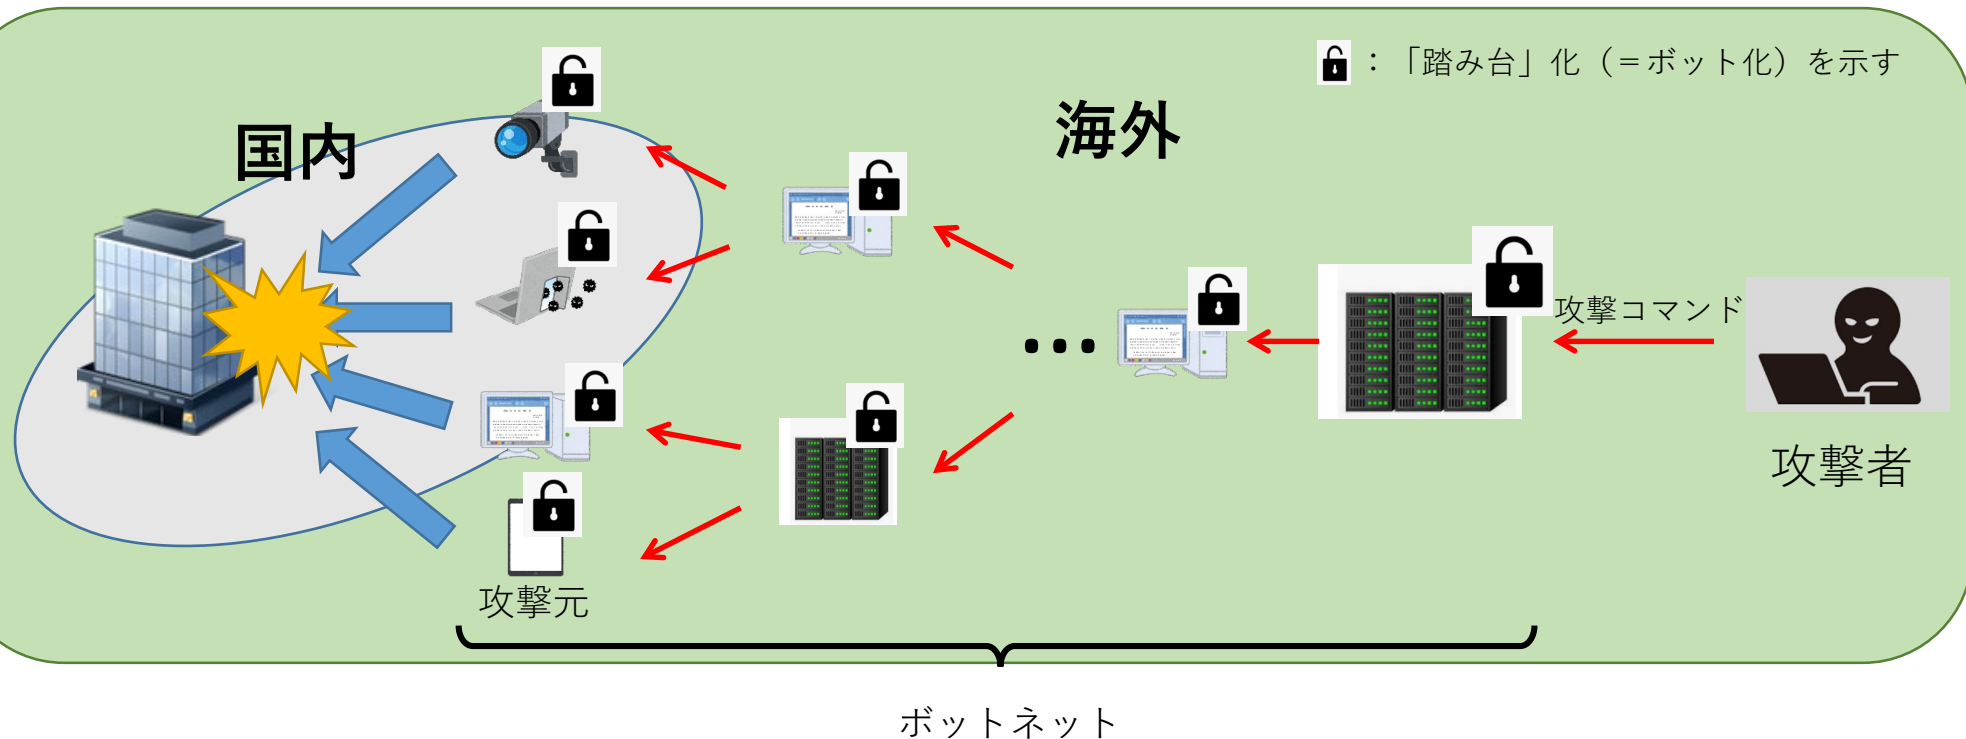 ：「踏み台」化（＝ボット化）を示す
国内
海外
攻撃コマンド
攻撃者
攻撃元
ボットネット